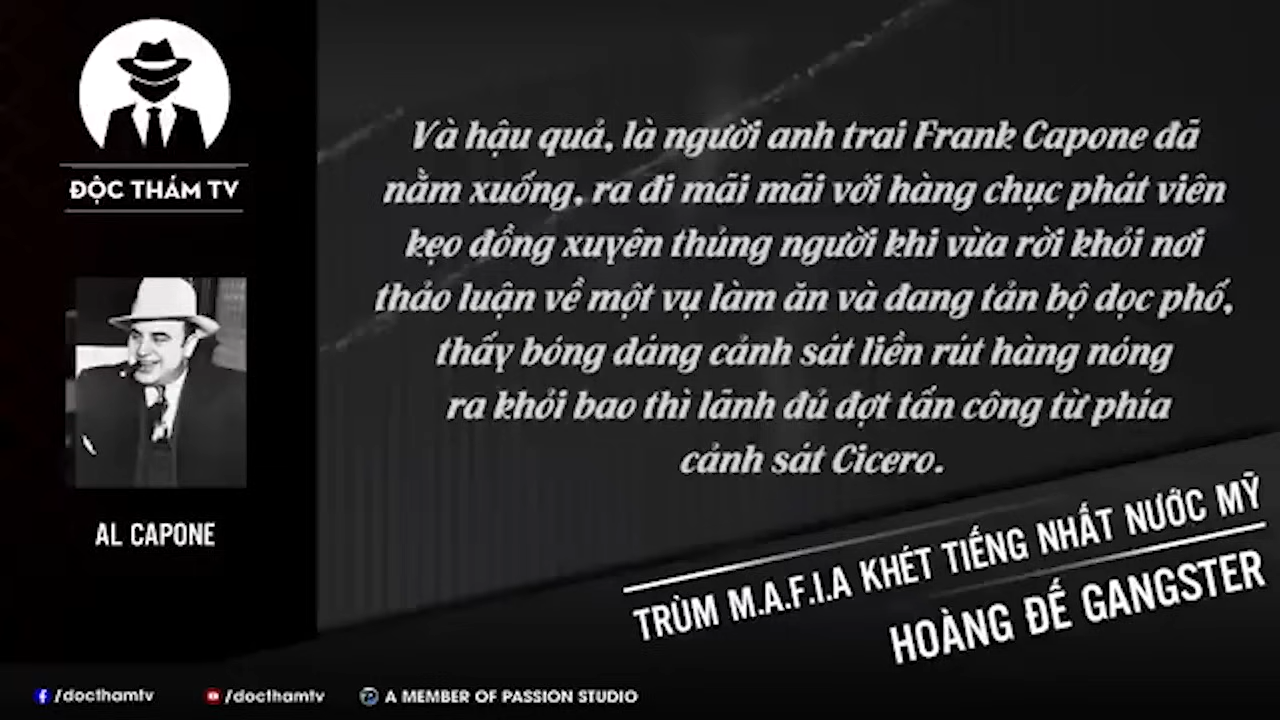 ĐỘC THÁM TV
AL CAPONE
Và hậu quả, là người anh trai Frank Capone đã
nằm xuống, ra đi mãi mãi với hàng chục phát viên
kẹo đồng xuyên thủng người khi vừa rời khỏi nơi
thảo luận về một vụ làm ăn và đang tản bộ dọc phố,
thấy bóng dáng cảnh sát liền rút hàng nóng
ra khỏi bao thì lãnh đủ đợt tấn công từ phía
cảnh sát Cicero.
TRÙM M.A.F.I.A KHÉT TIẾNG NHẤT NƯỚC MỸ
HOÀNG ĐẾ GANGSTER
/docthamtv
/docthamtv
A MEMBER OF PASSION STUDIO